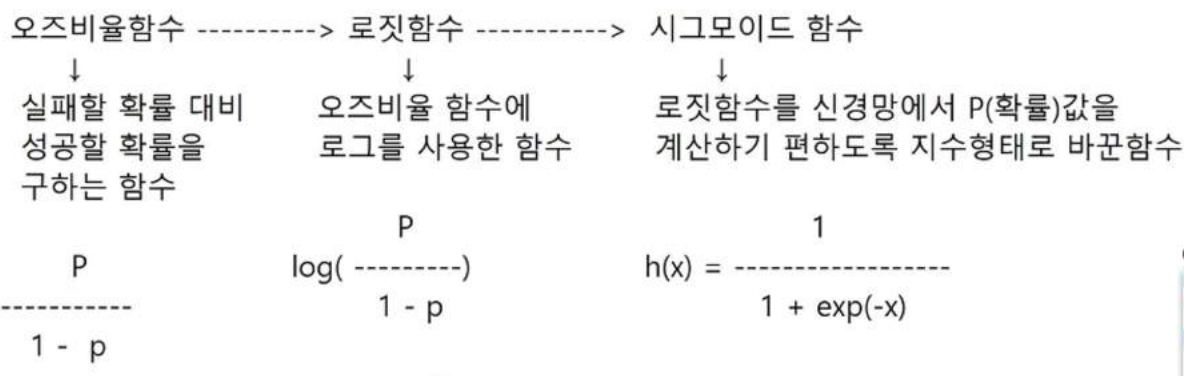 오즈비율함수 ----------> 로짓함수 -----------> 시그모이드 함수
↓ ↓ ↓
실패할 확률 대비 오즈비율 함수에 로짓함수를 신경망에서 P(확률)값을
성공할 확률을 로그를 사용한 함수 계산하기 편하도록 지수형태로 바꾼함수
구하는 함수
P 1
P log( ---------) h(x) = ------------------
----------- 1 - p 1 + exp(-x)
1 - p